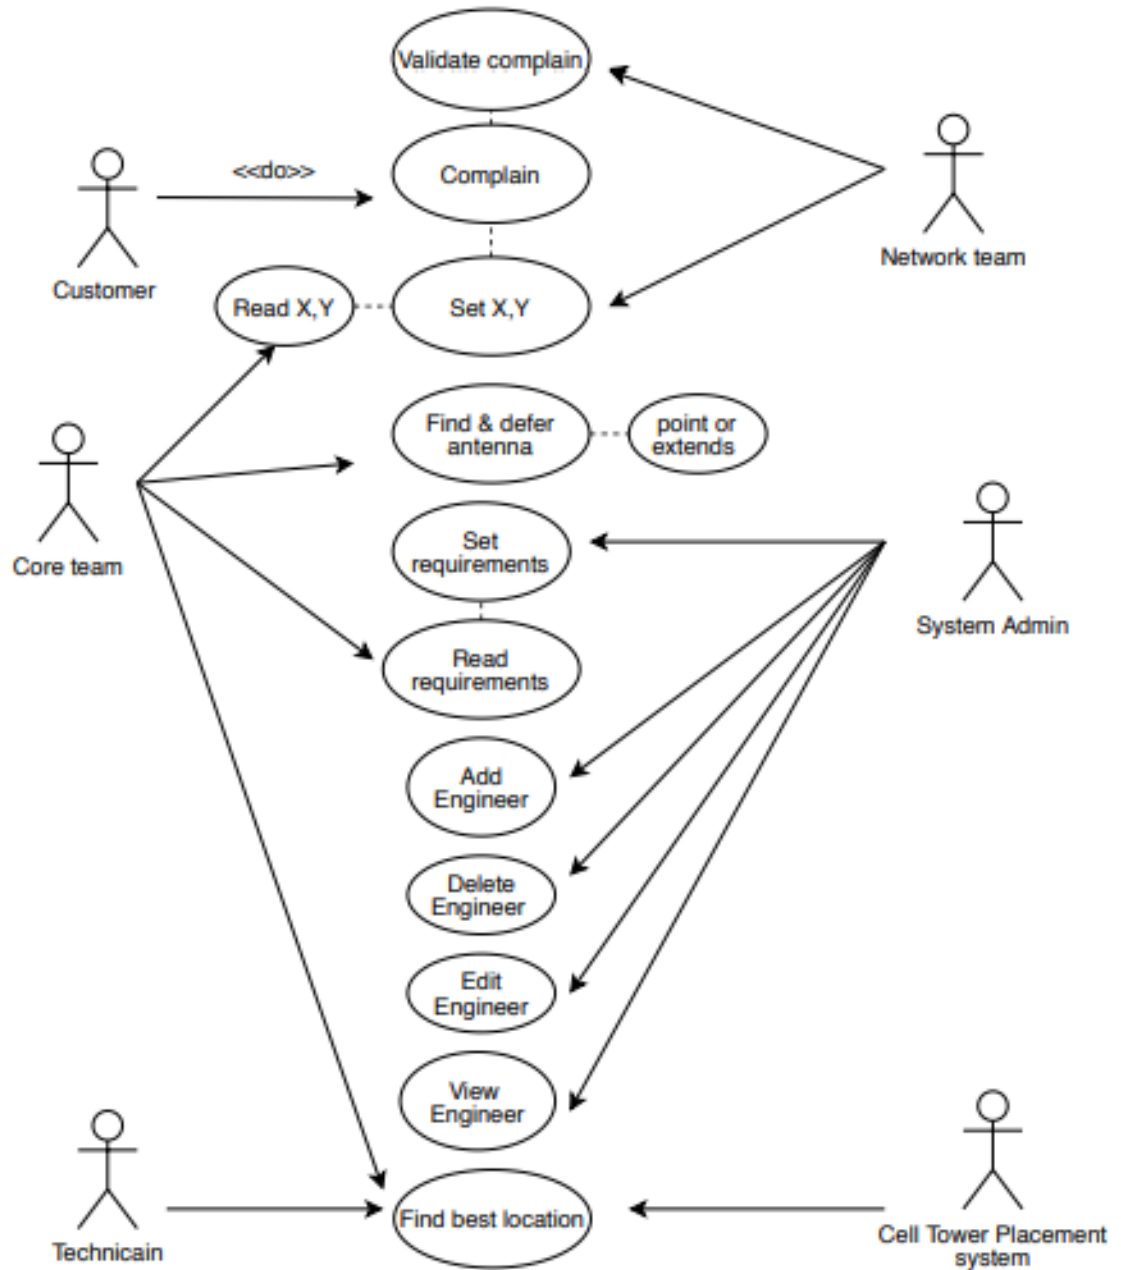 Validate complain
<<do>>
Complain
Customer
Network team
Read X,Y
Set X,Y
Find & defer
antenna
point or
extends
Core team
Set
requirements
System Admin
Read
requirements
Add
Engineer
Delete
Engineer
Edit
Engineer
View
Engineer
Technicain
Find best location
Cell Tower Placement
system